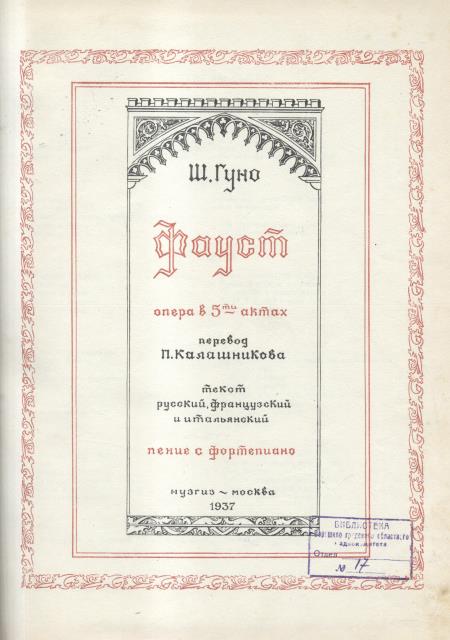 Ш. Гуно
Фауст
опера в 5ти актах
перевод
П. Калашникова
текст
русский, французский
и итальянский
пение с фортепиано
музгиз ~ москва
1937
БИБЛИОТЕКА
областного
Отдел
№ 17